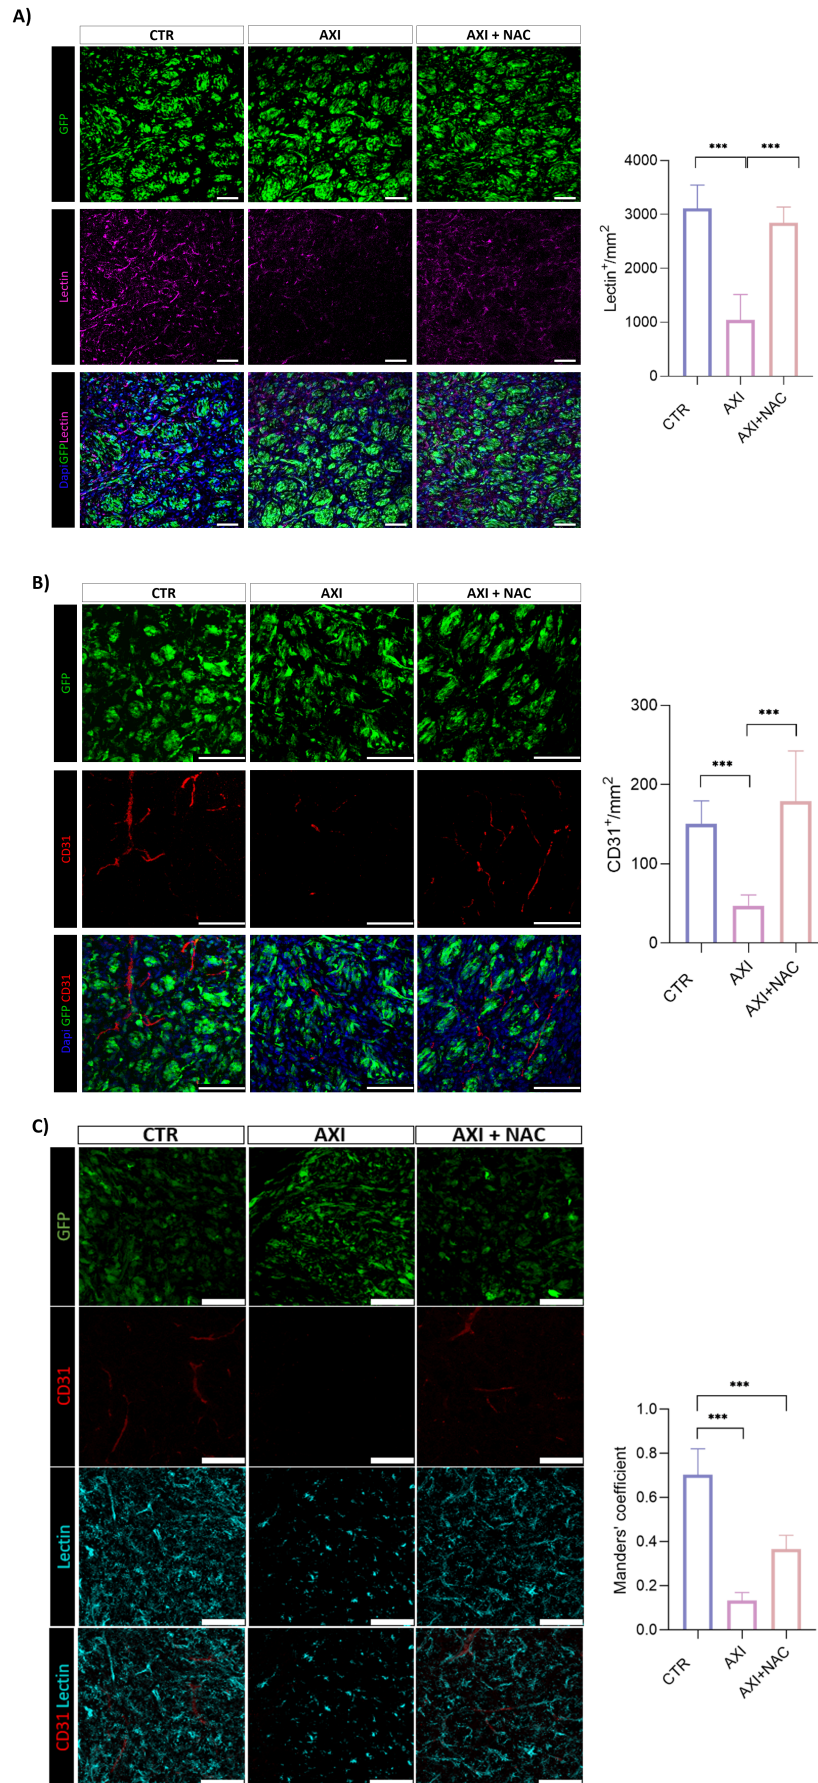 A)
CTR AXI AXI + NAC
GFP
Lectin
DapiGFPLectin
*** ***
4000
3000
2000
1000
0
Lectin+/mm2
CTR AXI AXI+NAC
B)
CTR AXI AXI + NAC
GFP
CD31
Dapi GFP CD31
***
***
300
200
100
0
CD31+/mm2
CTR AXI AXI+NAC
C)
CTR AXI AXI + NAC
GFP
CD31
Lectin
CD31 Lectin
***
***
1.0
0.8
0.6
0.4
0.2
0.0
Manders' coefficient
CTR AXI AXI+NAC